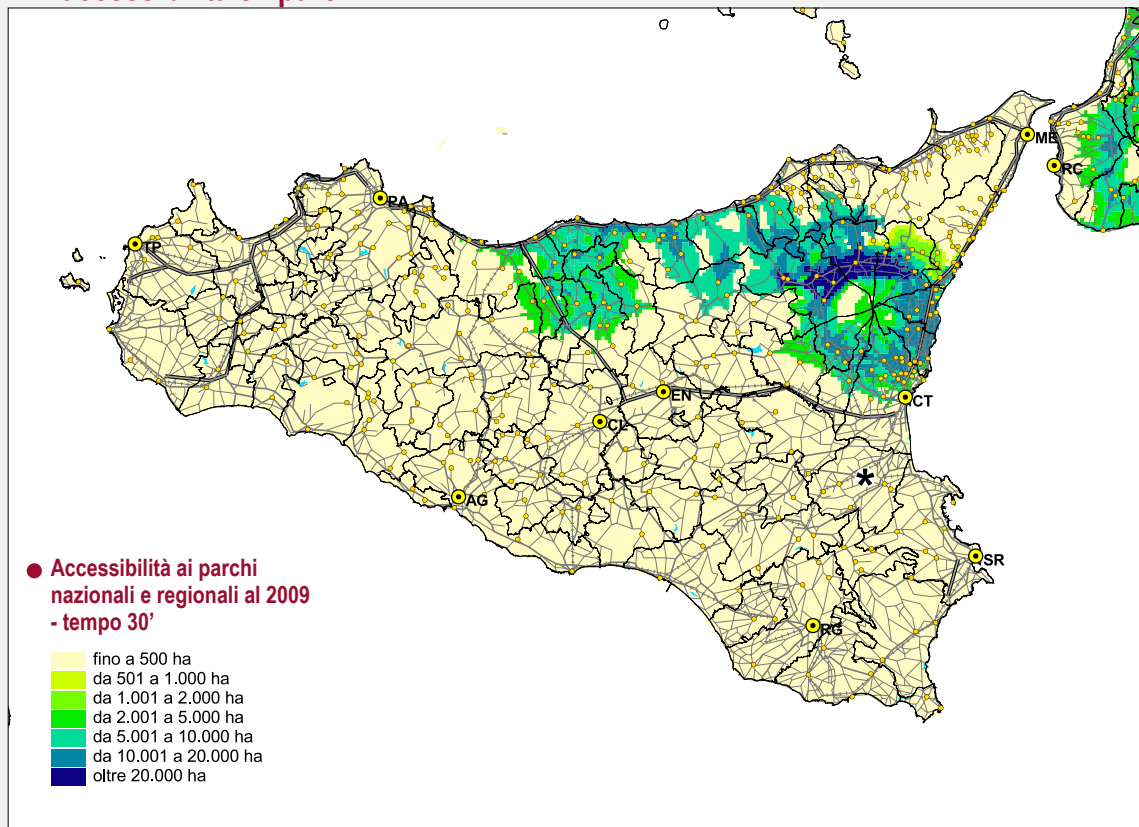 ME
RC
PA
TP
EN
CT
CL
*
AG
SR
RG
● Accessibilità ai parchi
nazionali e regionali al 2009
- tempo 30’
fino a 500 ha
da 501 a 1.000 ha
da 1.001 a 2.000 ha
da 2.001 a 5.000 ha
da 5.001 a 10.000 ha
da 10.001 a 20.000 ha
oltre 20.000 ha